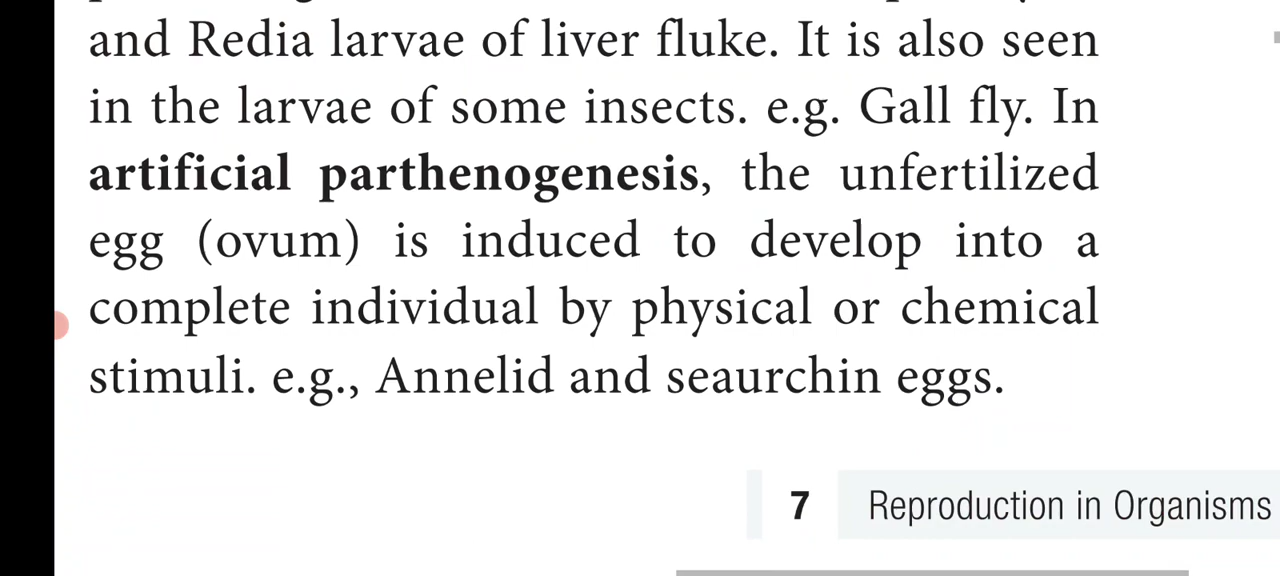 and Redia larvae of liver fluke. It is also seen
in the larvae of some insects. e.g. Gall fly. In
artificial parthenogenesis, the unfertilized
egg (ovum) is induced to develop into a
complete individual by physical or chemical
stimuli. e.g., Annelid and seaurchin eggs.
7 Reproduction in Organisms